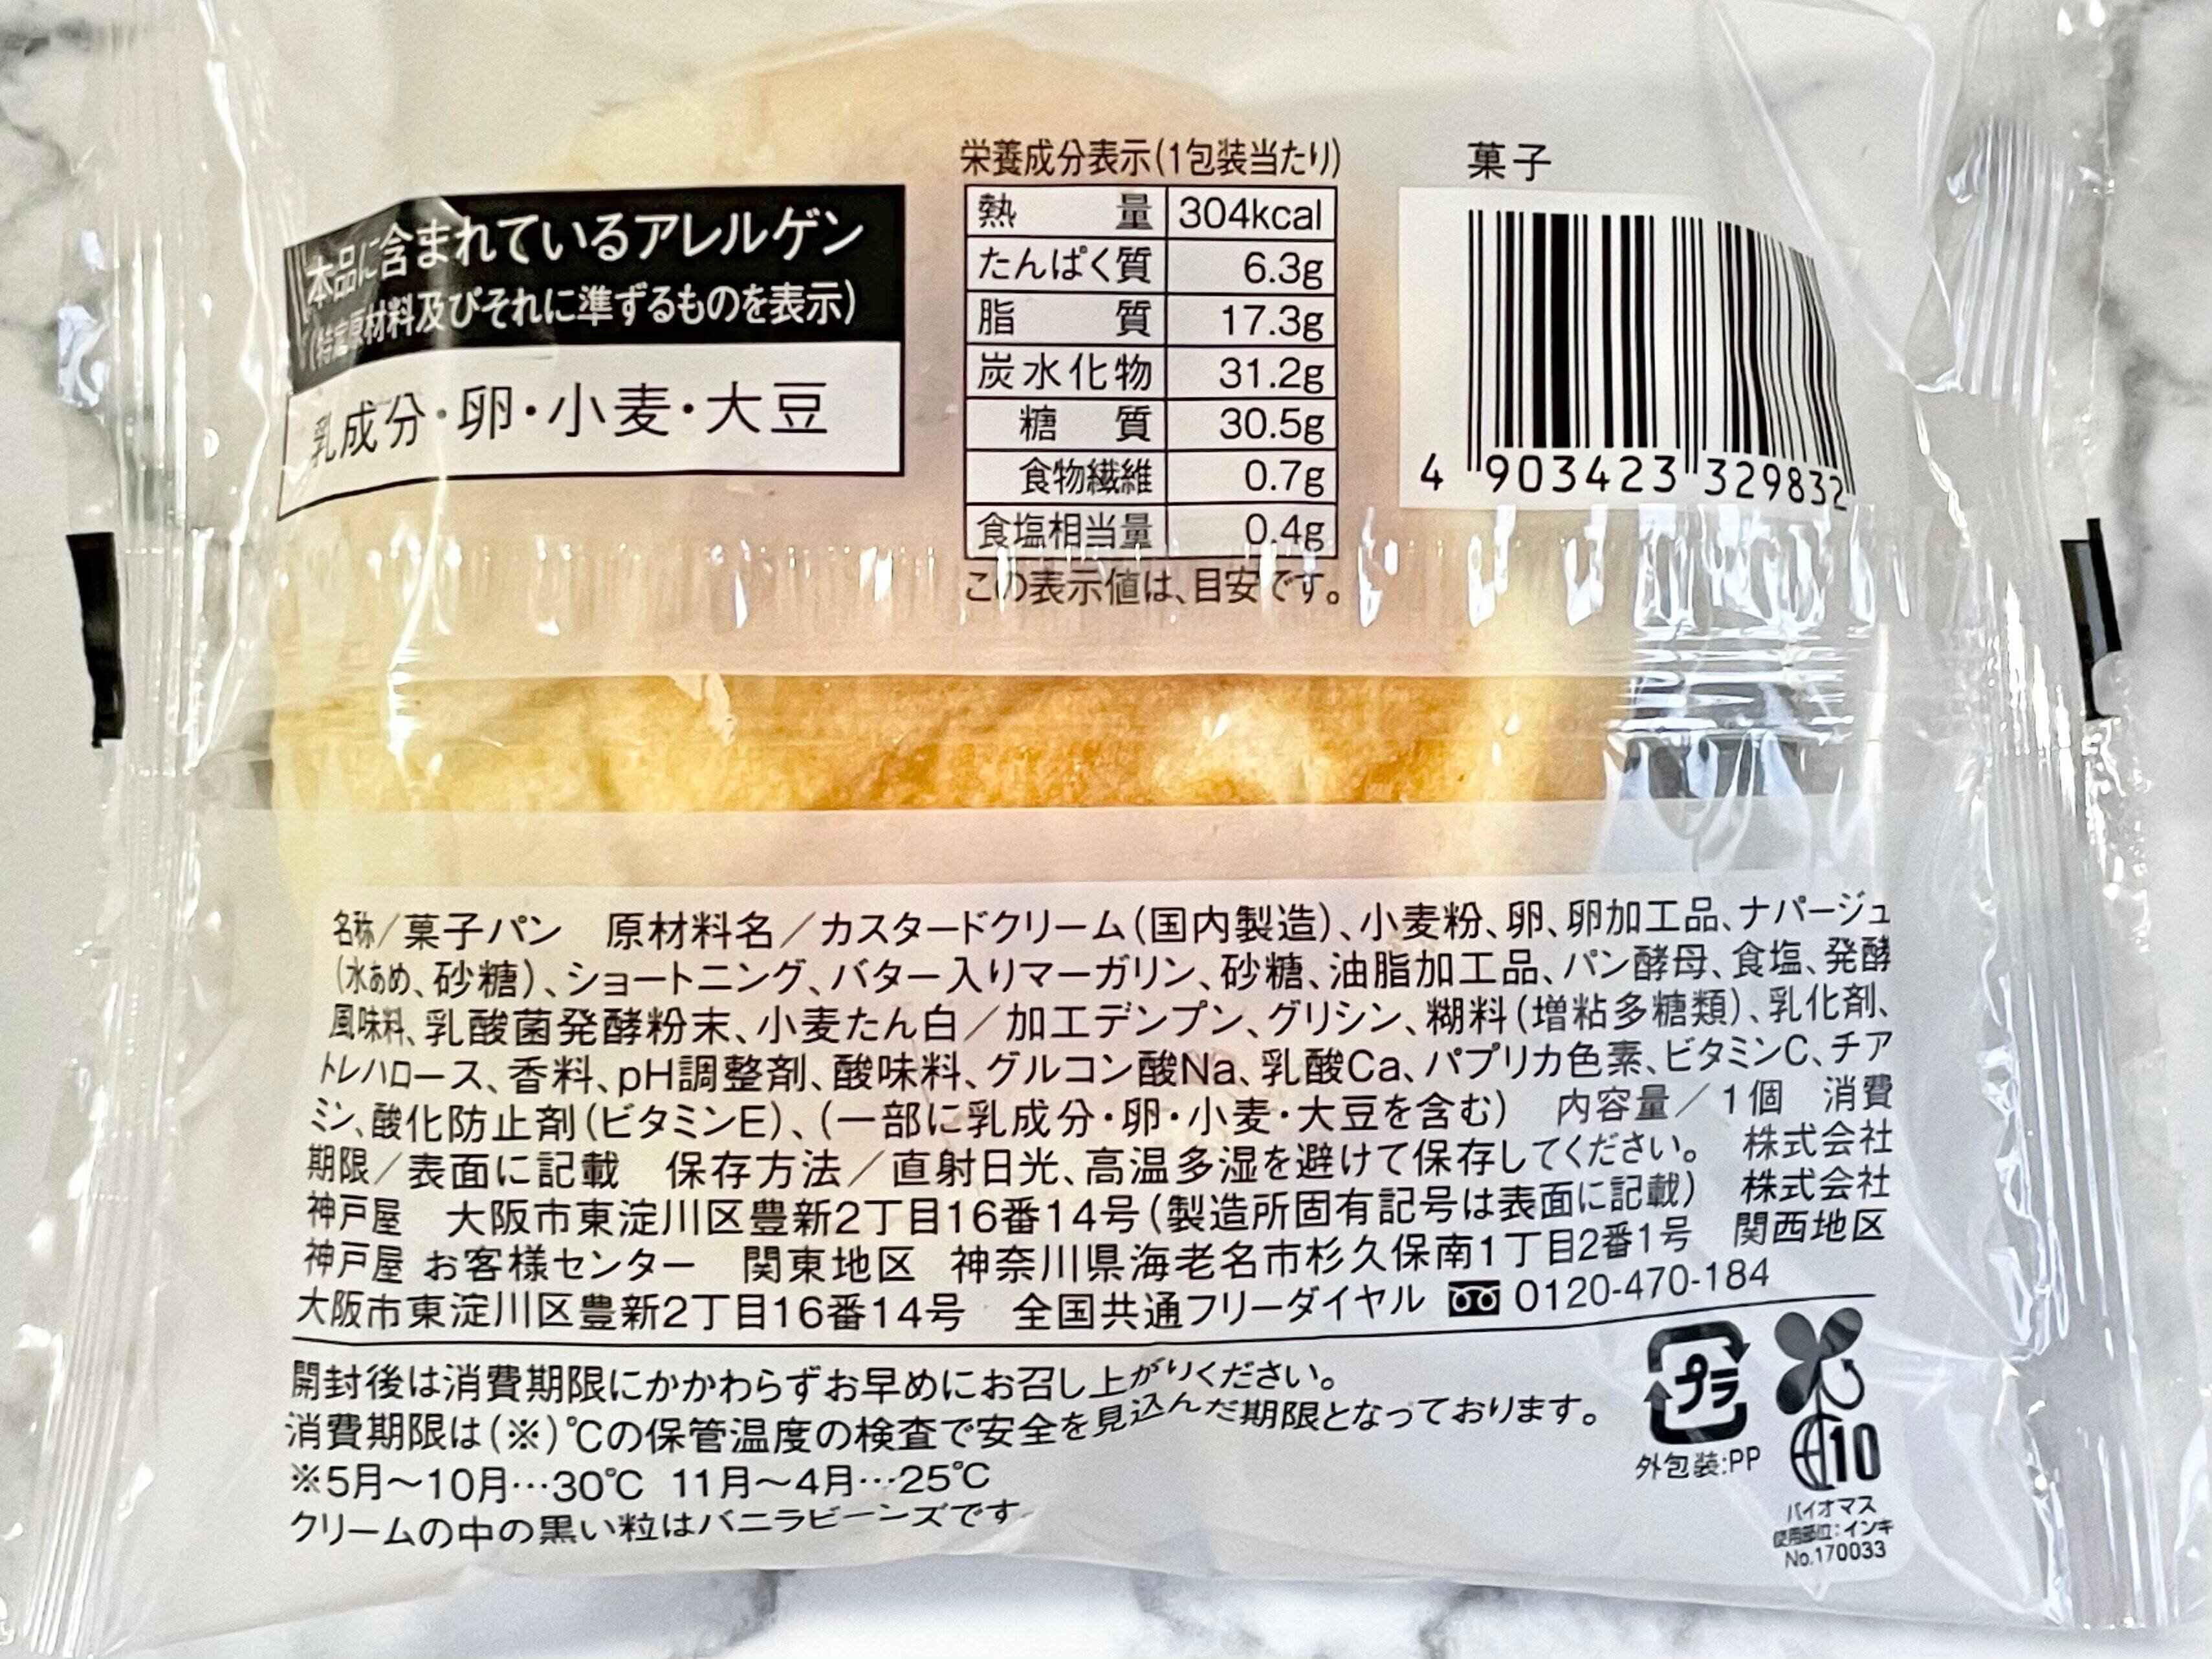 本品に含まれているアレルゲン
(特定原材料及びそれに準ずるものを表示)
乳成分・卵・小麦・大豆
栄養成分表示(1包装当たり)
熱量 304kcal
たんぱく質 6.3g
脂質 17.3g
炭水化物 31.2g
糖質 30.5g
食物繊維 0.7g
食塩相当量 0.4g
この表示値は、目安です。
菓子
4 903423 329832
名称/菓子パン 原材料名/カスタードクリーム(国内製造)、小麦粉、卵、卵加工品、ナパージュ
(水あめ、砂糖)、ショートニング、バター入りマーガリン、砂糖、油脂加工品、パン酵母、食塩、発酵
風味料、乳酸菌発酵粉末、小麦たん白/加工デンプン、グリシン、糊料(増粘多糖類)、乳化剤、
トレハロース、香料、pH調整剤、酸味料、グルコン酸Na、乳酸Ca、パプリカ色素、ビタミンC、チア
ミン、酸化防止剤(ビタミンE)、(一部に乳成分・卵・小麦・大豆を含む) 内容量/1個 消費
期限/表面に記載 保存方法/直射日光、高温多湿を避けて保存してください。 株式会社
神戸屋 大阪市東淀川区豊新2丁目16番14号(製造所固有記号は表面に記載) 株式会社
神戸屋 お客様センター 関東地区 神奈川県海老名市杉久保南1丁目2番1号 関西地区
大阪市東淀川区豊新2丁目16番14号 全国共通フリーダイヤル 0120-470-184
開封後は消費期限にかかわらずお早めにお召し上がりください。
消費期限は(※)℃の保管温度の検査で安全を見込んだ期限となっております。
※5月～10月…30℃ 11月～4月…25℃
クリームの中の黒い粒はバニラビーンズです
プラ
外包装:PP
10
バイオマス
使用部位:インキ
No.170033